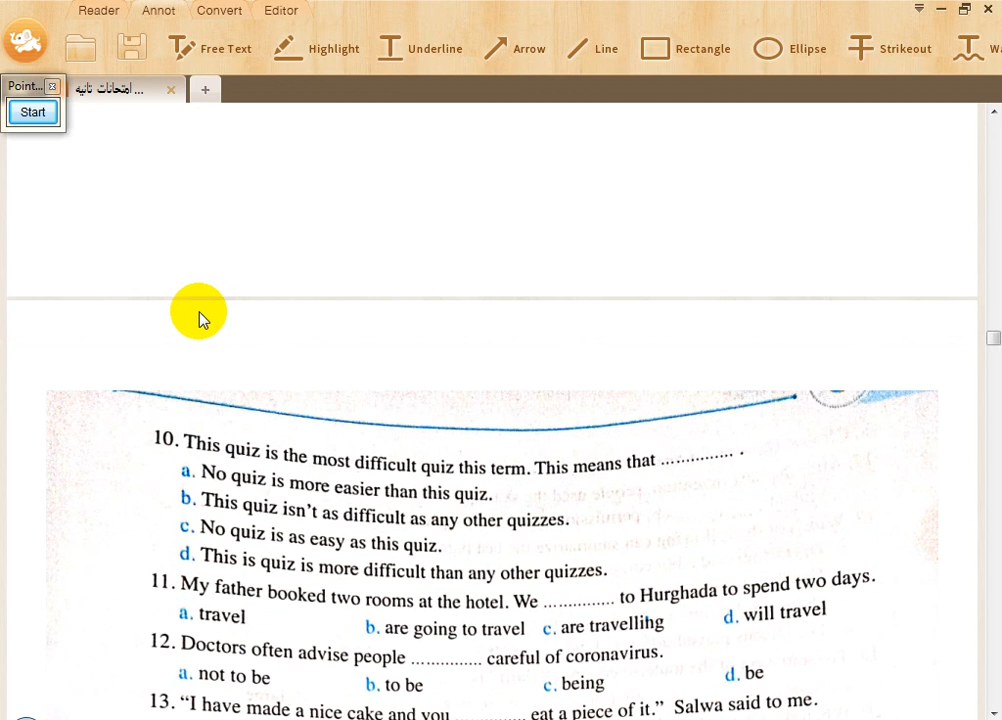 Reader Annot Convert Editor
Free Text Highlight Underline Arrow Line Rectangle Ellipse Strikeout
Point... امتحانات تانيه ...
Start
10. This quiz is the most difficult quiz this term. This means that ............... .
a. No quiz is more easier than this quiz.
b. This quiz isn't as difficult as any other quizzes.
c. No quiz is as easy as this quiz.
d. This is quiz is more difficult than any other quizzes.
11. My father booked two rooms at the hotel. We ............... to Hurghada to spend two days.
a. travel b. are going to travel c. are travelling d. will travel
12. Doctors often advise people ............... careful of coronavirus.
a. not to be b. to be c. being d. be
13. “I have made a nice cake and you ............... eat a piece of it.” Salwa said to me.